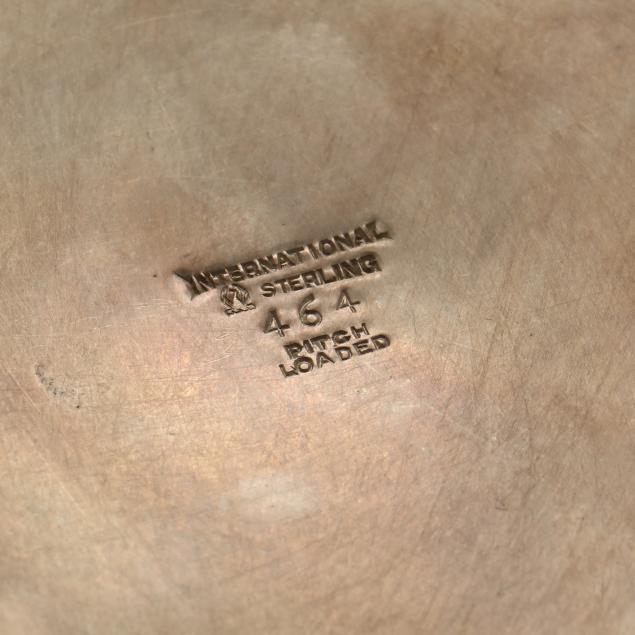 INTERNATIONAL
STERLING
464
PITCH
LOADED